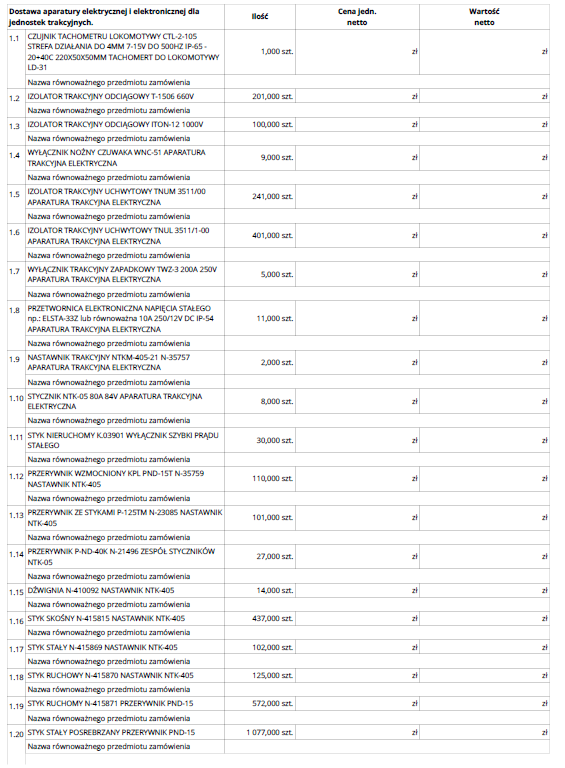 Dostawa aparatury elektrycznej i elektronicznej dla
jednostek trakcyjnych.
Ilość
Cena jedn.
netto
Wartość
netto
1.1
CZUJNIK TACHOMETRU LOKOMOTYWY CTL-2-105
STREFA DZIAŁANIA DO 4MM 7-15V DO 500HZ IP-65 -
20+40C 220X50X50MM TACHOMERT DO LOKOMOTYWY
LD-31
1,000 szt.
zł
zł
Nazwa równoważnego przedmiotu zamówienia
1.2
IZOLATOR TRAKCYJNY ODCIĄGOWY T-1506 660V
201,000 szt.
zł
zł
Nazwa równoważnego przedmiotu zamówienia
1.3
IZOLATOR TRAKCYJNY ODCIĄGOWY ITON-12 1000V
100,000 szt.
zł
zł
Nazwa równoważnego przedmiotu zamówienia
1.4
WYŁĄCZNIK NOŻNY CZUWAKA WNC-51 APARATURA
TRAKCYJNA ELEKTRYCZNA
9,000 szt.
zł
zł
Nazwa równoważnego przedmiotu zamówienia
1.5
IZOLATOR TRAKCYJNY UCHWYTOWY TNUM 3511/00
APARATURA TRAKCYJNA ELEKTRYCZNA
241,000 szt.
zł
zł
Nazwa równoważnego przedmiotu zamówienia
1.6
IZOLATOR TRAKCYJNY UCHWYTOWY TNUL 3511/1-00
APARATURA TRAKCYJNA ELEKTRYCZNA
401,000 szt.
zł
zł
Nazwa równoważnego przedmiotu zamówienia
1.7
WYŁĄCZNIK TRAKCYJNY ZAPADKOWY TWZ-3 200A 250V
APARATURA TRAKCYJNA ELEKTRYCZNA
5,000 szt.
zł
zł
Nazwa równoważnego przedmiotu zamówienia
1.8
PRZETWORNICA ELEKTRONICZNA NAPIĘCIA STAŁEGO
np.: ELSTA-33Z lub równoważna 10A 250/12V DC IP-54
APARATURA TRAKCYJNA ELEKTRYCZNA
11,000 szt.
zł
zł
Nazwa równoważnego przedmiotu zamówienia
1.9
NASTAWNIK TRAKCYJNY NTKM-405-21 N-35757
APARATURA TRAKCYJNA ELEKTRYCZNA
2,000 szt.
zł
zł
Nazwa równoważnego przedmiotu zamówienia
1.10
STYCZNIK NTK-05 80A 84V APARATURA TRAKCYJNA
ELEKTRYCZNA
8,000 szt.
zł
zł
Nazwa równoważnego przedmiotu zamówienia
1.11
STYK NIERUCHOMY K.03901 WYŁĄCZNIK SZYBKI PRĄDU
STAŁEGO
30,000 szt.
zł
zł
Nazwa równoważnego przedmiotu zamówienia
1.12
PRZERYWNIK WZMOCNIONY KPL PND-15T N-35759
NASTAWNIK NTK-405
110,000 szt.
zł
zł
Nazwa równoważnego przedmiotu zamówienia
1.13
PRZERYWNIK ZE STYKAMI P-125TM N-23085 NASTAWNIK
NTK-405
101,000 szt.
zł
zł
Nazwa równoważnego przedmiotu zamówienia
1.14
PRZERYWNIK P-ND-40K N-21496 ZESPÓŁ STYCZNIKÓW
NTK-05
27,000 szt.
zł
zł
Nazwa równoważnego przedmiotu zamówienia
1.15
DŹWIGNIA N-410092 NASTAWNIK NTK-405
14,000 szt.
zł
zł
Nazwa równoważnego przedmiotu zamówienia
1.16
STYK SKOŚNY N-415815 NASTAWNIK NTK-405
437,000 szt.
zł
zł
Nazwa równoważnego przedmiotu zamówienia
1.17
STYK STAŁY N-415869 NASTAWNIK NTK-405
102,000 szt.
zł
zł
Nazwa równoważnego przedmiotu zamówienia
1.18
STYK RUCHOWY N-415870 NASTAWNIK NTK-405
125,000 szt.
zł
zł
Nazwa równoważnego przedmiotu zamówienia
1.19
STYK RUCHOMY N-415871 PRZERYWNIK PND-15
572,000 szt.
zł
zł
Nazwa równoważnego przedmiotu zamówienia
1.20
STYK STAŁY POSREBRZANY PRZERYWNIK PND-15
1 077,000 szt.
zł
zł
Nazwa równoważnego przedmiotu zamówienia